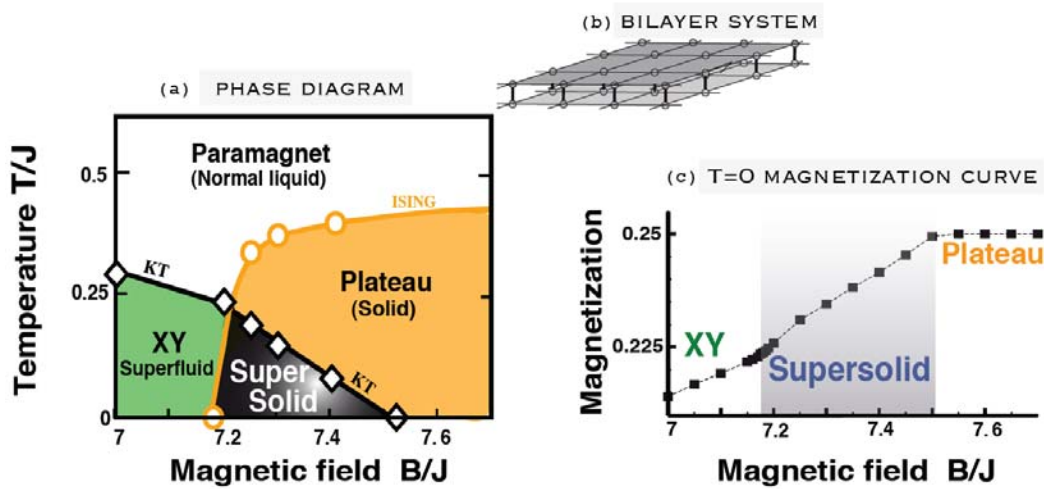 (b) BILAYER SYSTEM
(a) PHASE DIAGRAM
Temperature T/J
0.5
0.25
0
Paramagnet
(Normal liquid)
ISING
KT
Plateau
(Solid)
XY
Superfluid
Super
Solid
KT
7
7.2
7.4
7.6
Magnetic field B/J
(c) T=0 MAGNETIZATION CURVE
Magnetization
0.25
0.225
Plateau
XY
Supersolid
7
7.2
7.4
7.6
Magnetic field B/J